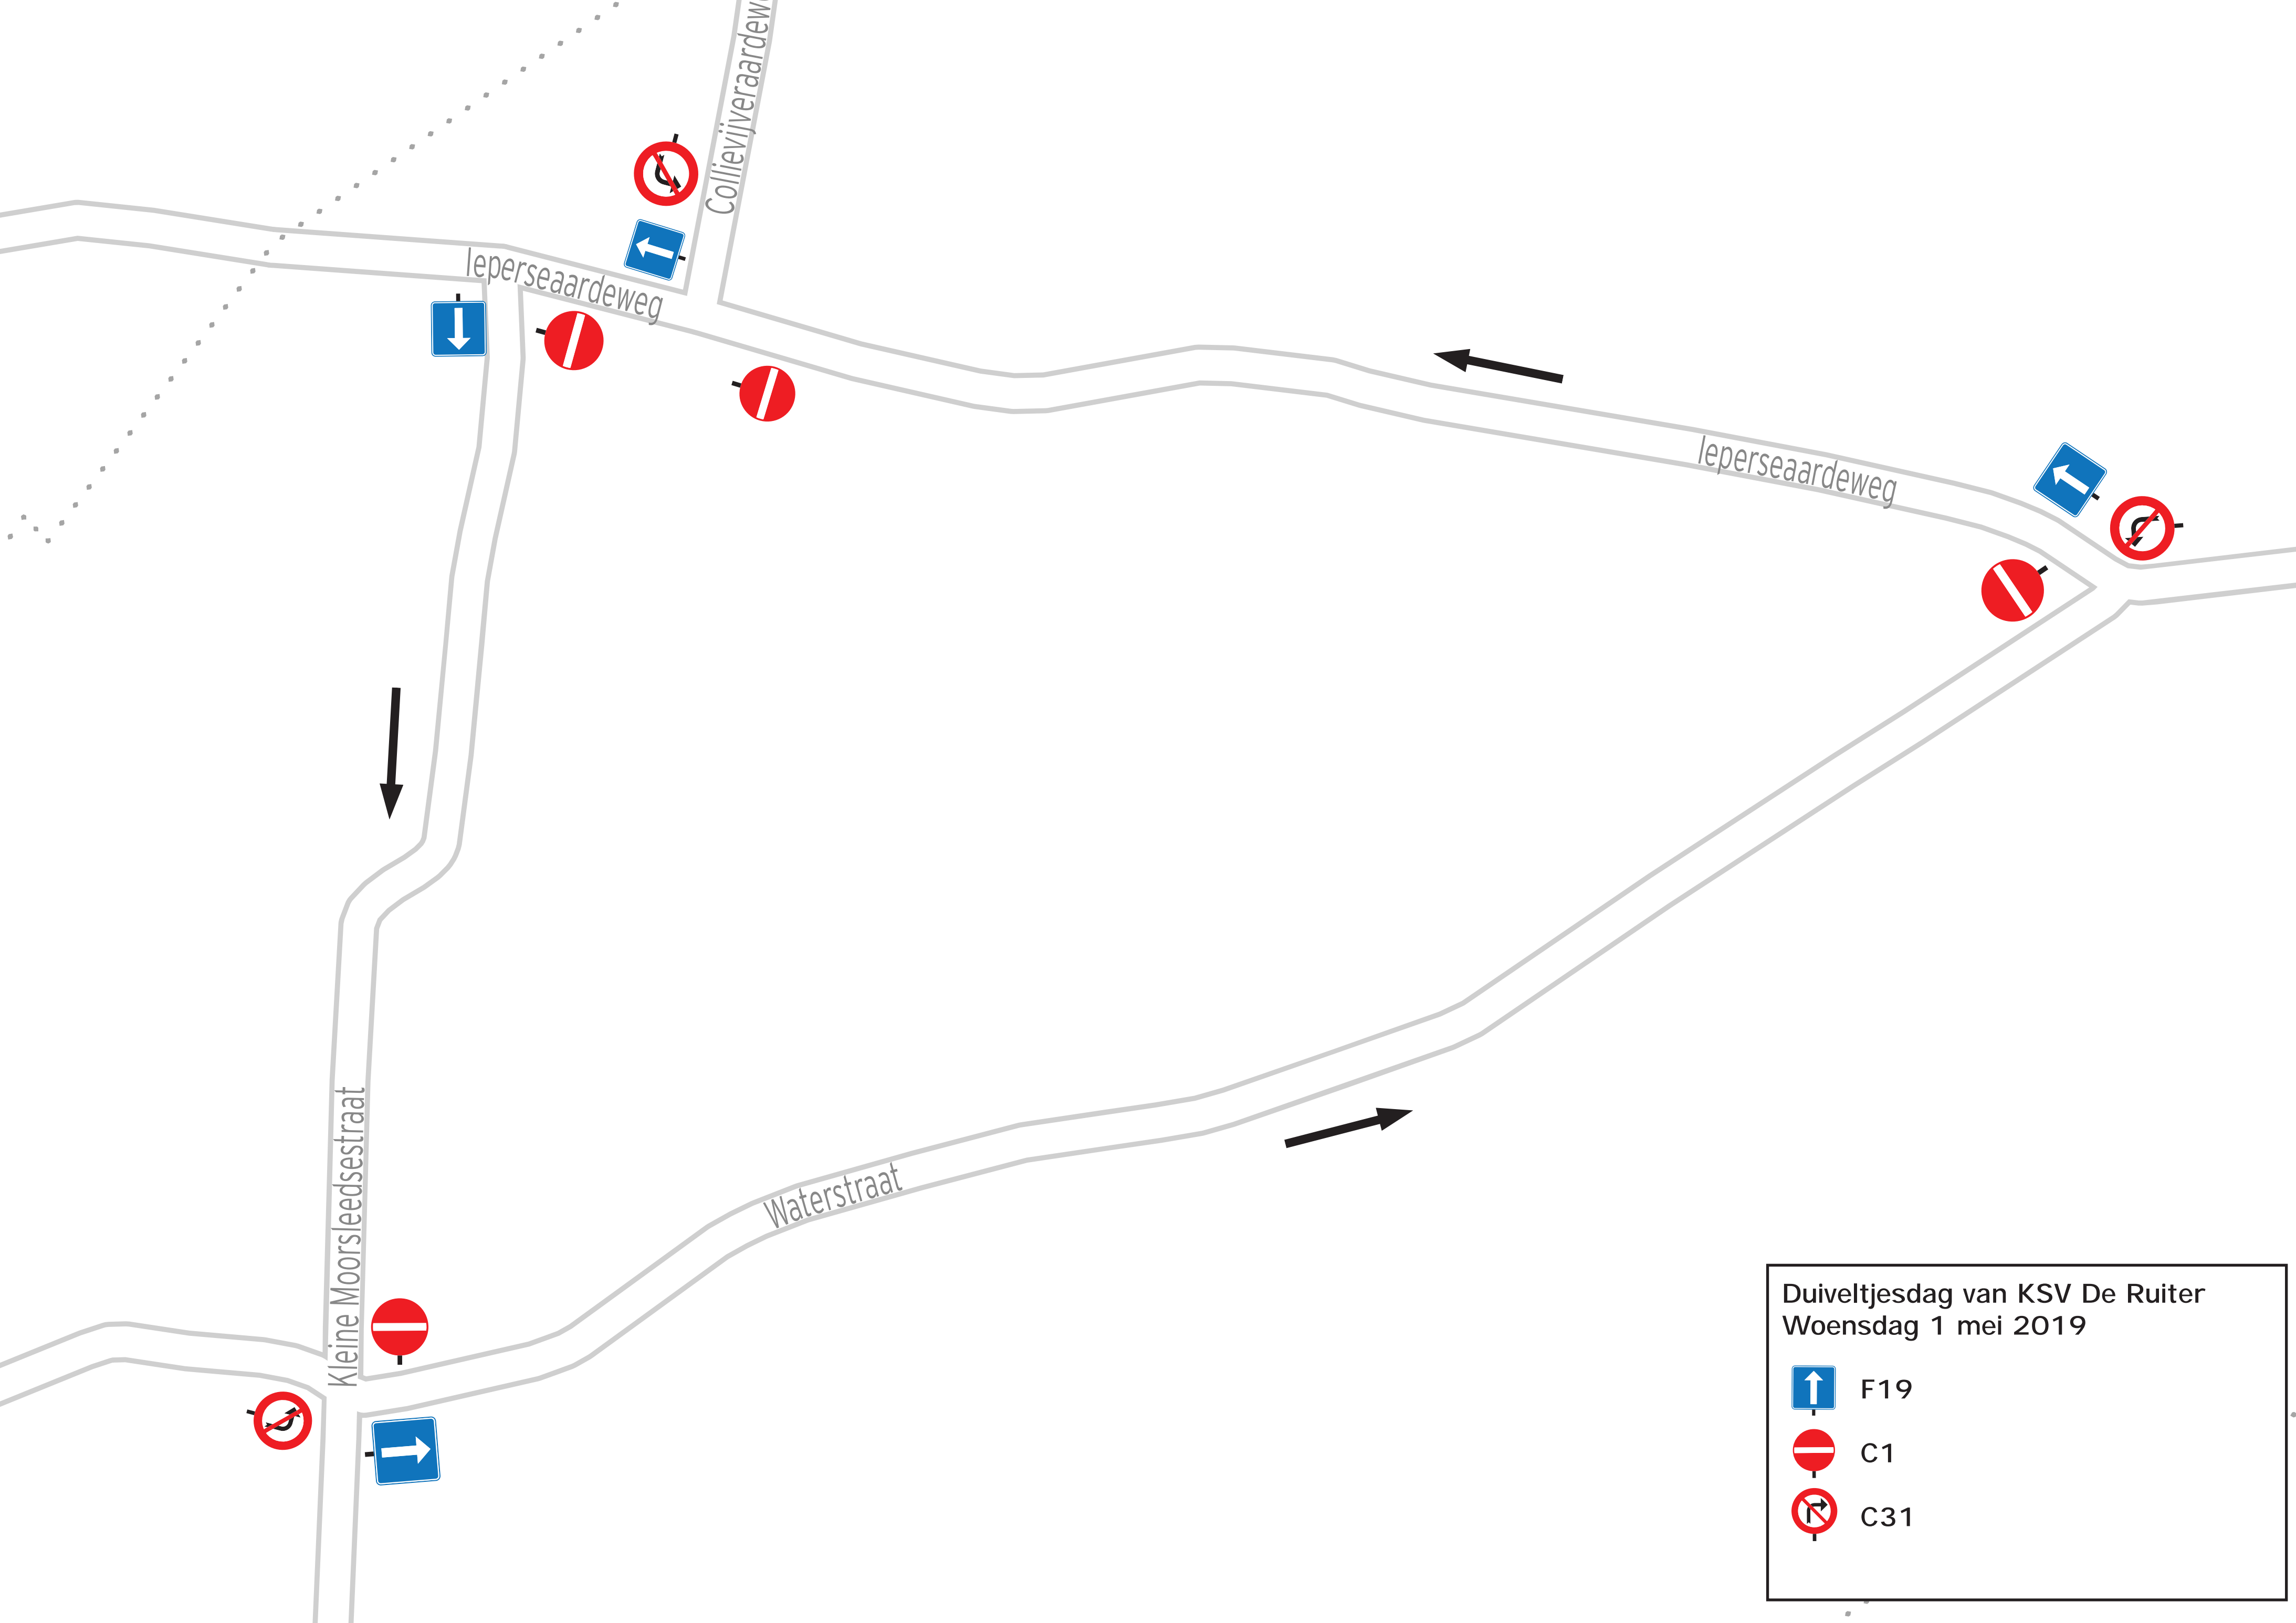 Collievijveraardew
Ieperseaardeweg
Ieperseaardeweg
Kleine Moorsleedsestraat
Waterstraat
Duiveltjesdag van KSV De Ruiter
Woensdag 1 mei 2019
F19
C1
C31